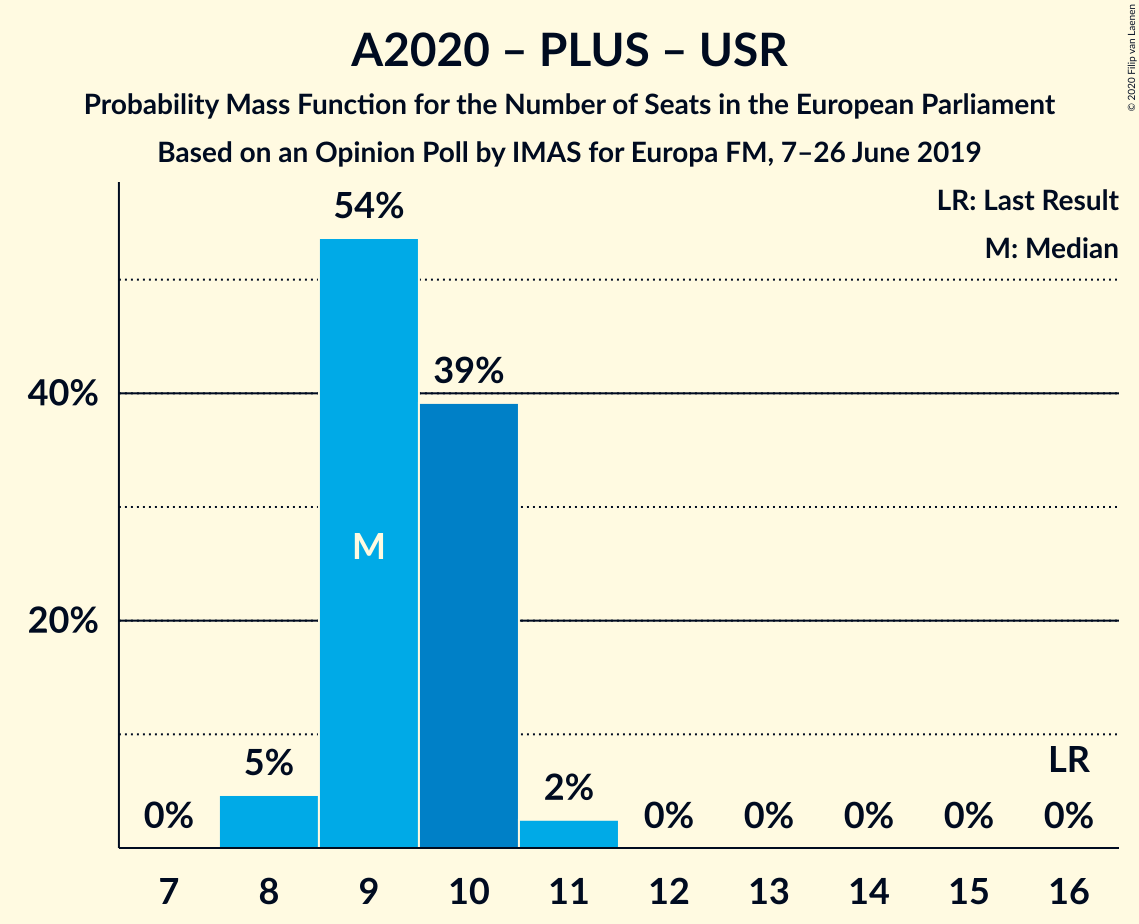 A2020 – PLUS – USR
Probability Mass Function for the Number of Seats in the European Parliament
Based on an Opinion Poll by IMAS for Europa FM, 7–26 June 2019
© 2020 Filip van Laenen
LR: Last Result
M: Median
54%
39%
40%
M
20%
5%
2%
LR
0%
0%
0%
0%
0%
0%
7
8
9
10
11
12
13
14
15
16